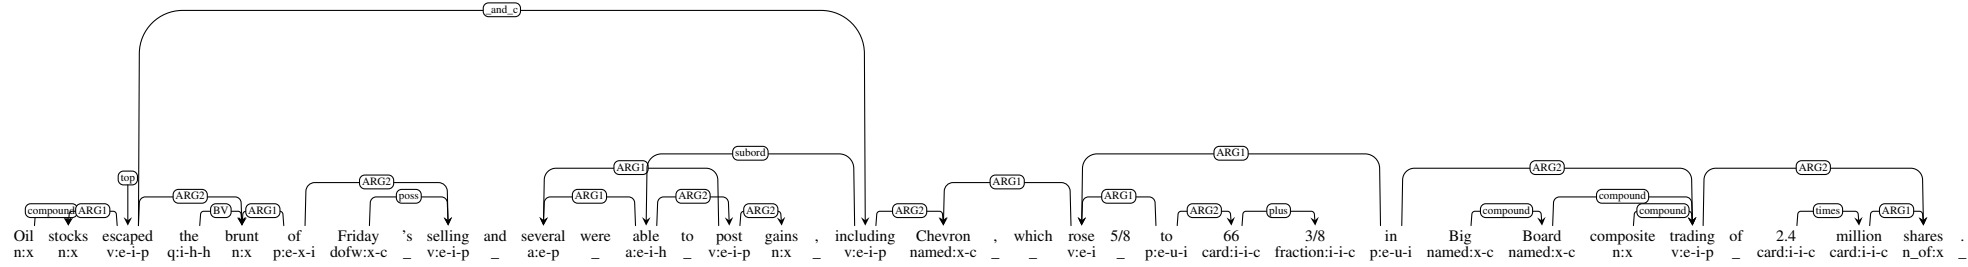 _and_c
subord
ARG1 ARG1
ARG2 ARG1 ARG2 ARG2
top
ARG2 poss compound
compound ARG1 ARG2 BV ARG1 ARG1 ARG2 ARG2 ARG2 ARG1 ARG2 plus compound compound times ARG1
Oil stocks escaped the brunt of Friday 's selling and several were able to post gains , including Chevron , which rose 5/8 to 66 3/8 in Big Board composite trading of 2.4 million shares .
n:x n:x v:e-i-p q:i-h-h n:x p:e-x-i dofw:x-c _ v:e-i-p _ a:e-p _ a:e-i-h _ v:e-i-p n:x _ v:e-i-p named:x-c _ _ v:e-i _ p:e-u-i card:i-i-c fraction:i-i-c p:e-u-i named:x-c named:x-c n:x v:e-i-p _ card:i-i-c card:i-i-c n_of:x _